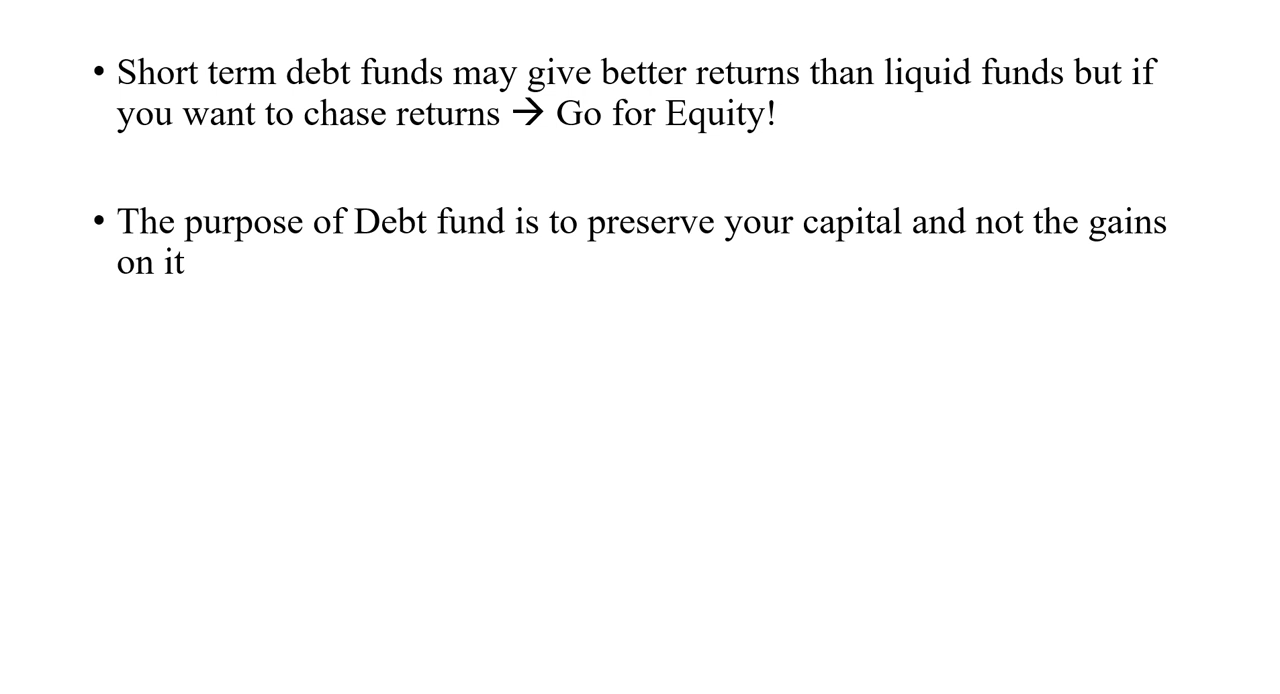 • Short term debt funds may give better returns than liquid funds but if
you want to chase returns → Go for Equity!
• The purpose of Debt fund is to preserve your capital and not the gains
on it